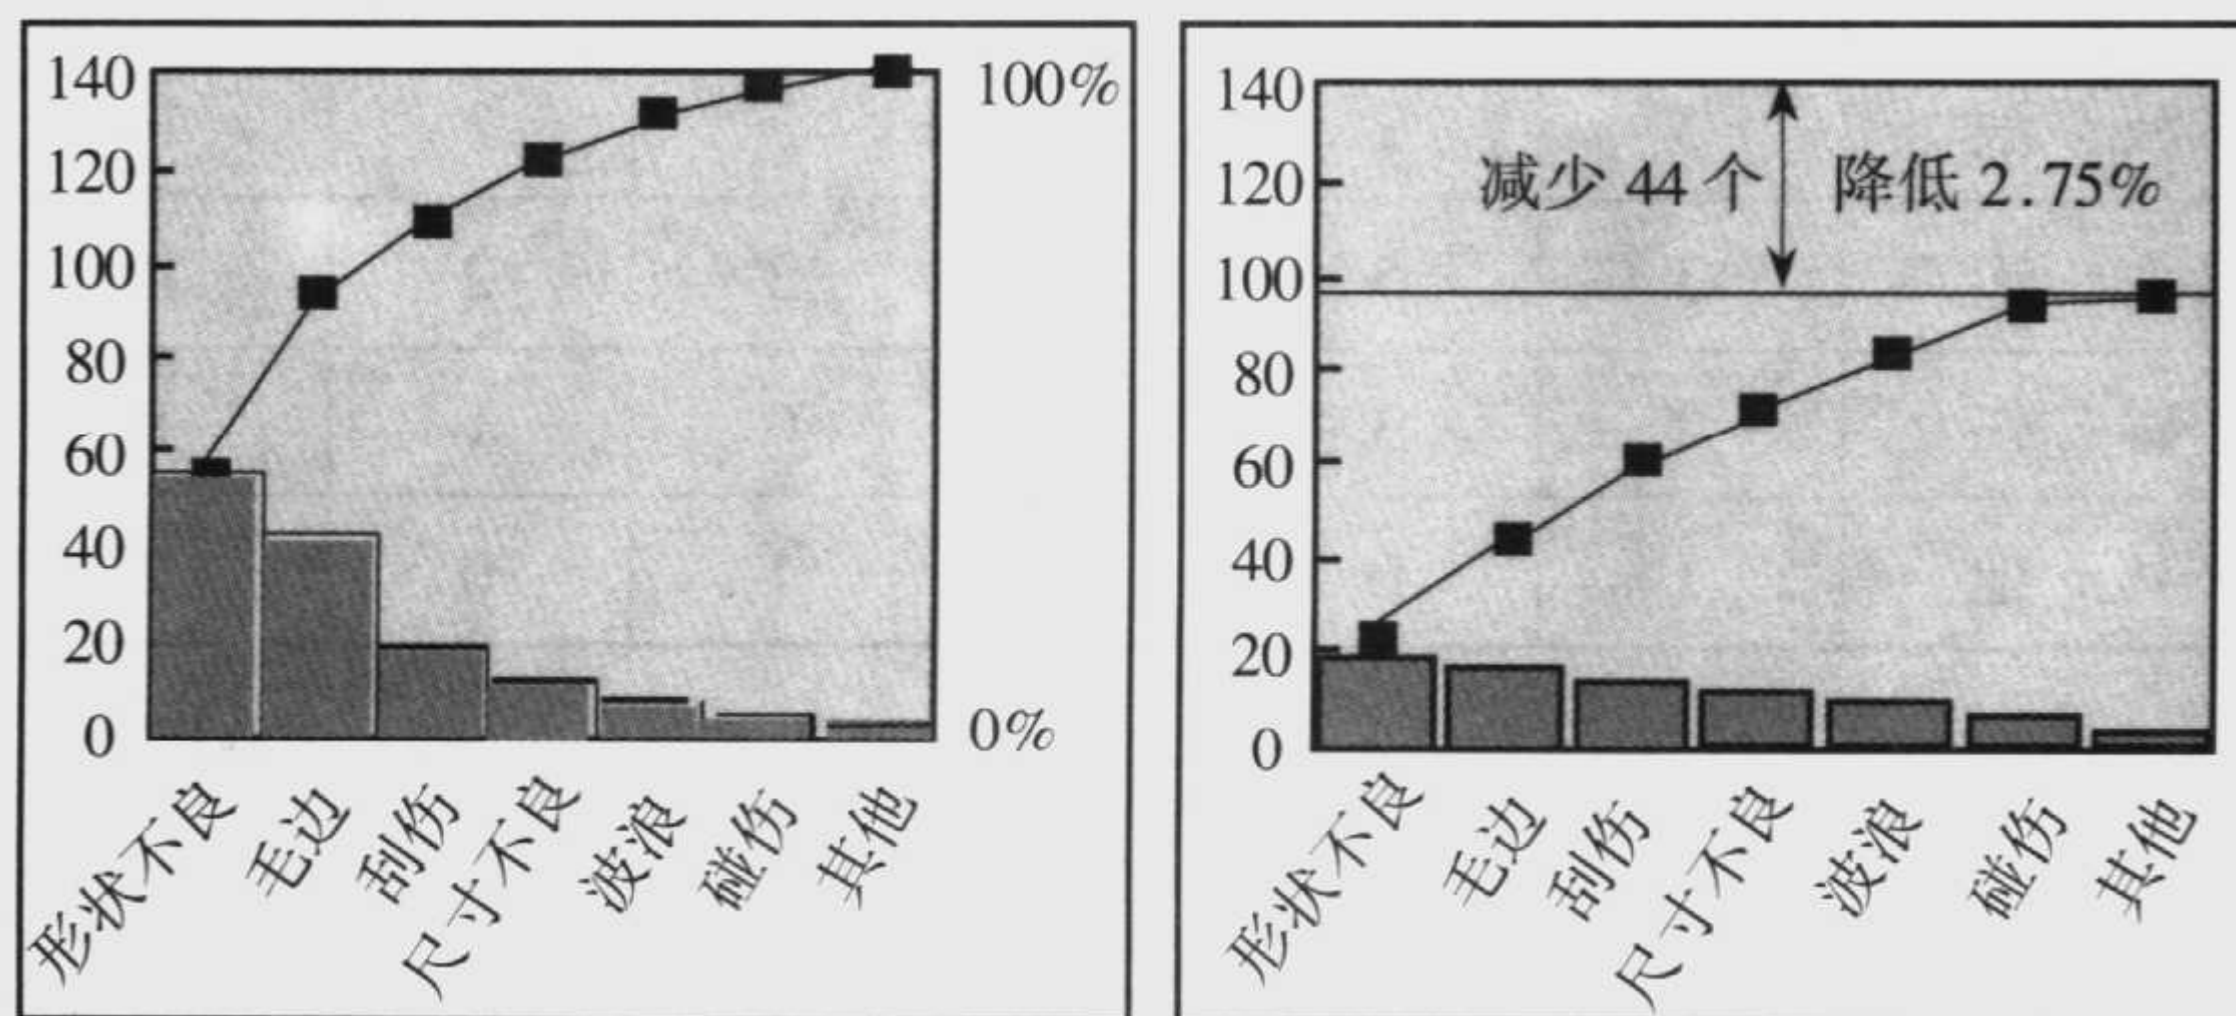 140
120
100
80
60
40
20
0
100%
0%
形状不良
毛边
刮伤
尺寸不良
波浪
碰伤
其他
140
120
100
80
60
40
20
0
减少 44 个
降低 2.75%
形状不良
毛边
刮伤
尺寸不良
波浪
碰伤
其他